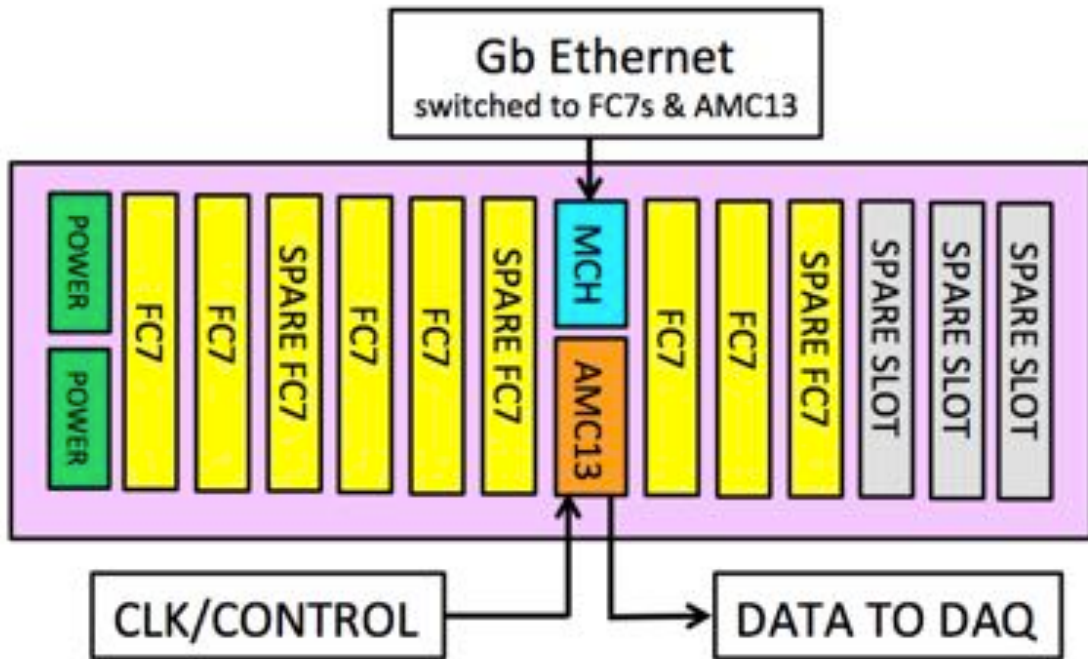 Gb Ethernet
switched to FC7s & AMC13
POWER
POWER
FC7
FC7
SPARE FC7
FC7
FC7
SPARE FC7
MCH
AMC13
FC7
FC7
SPARE FC7
SPARE SLOT
SPARE SLOT
SPARE SLOT
CLK/CONTROL
DATA TO DAQ